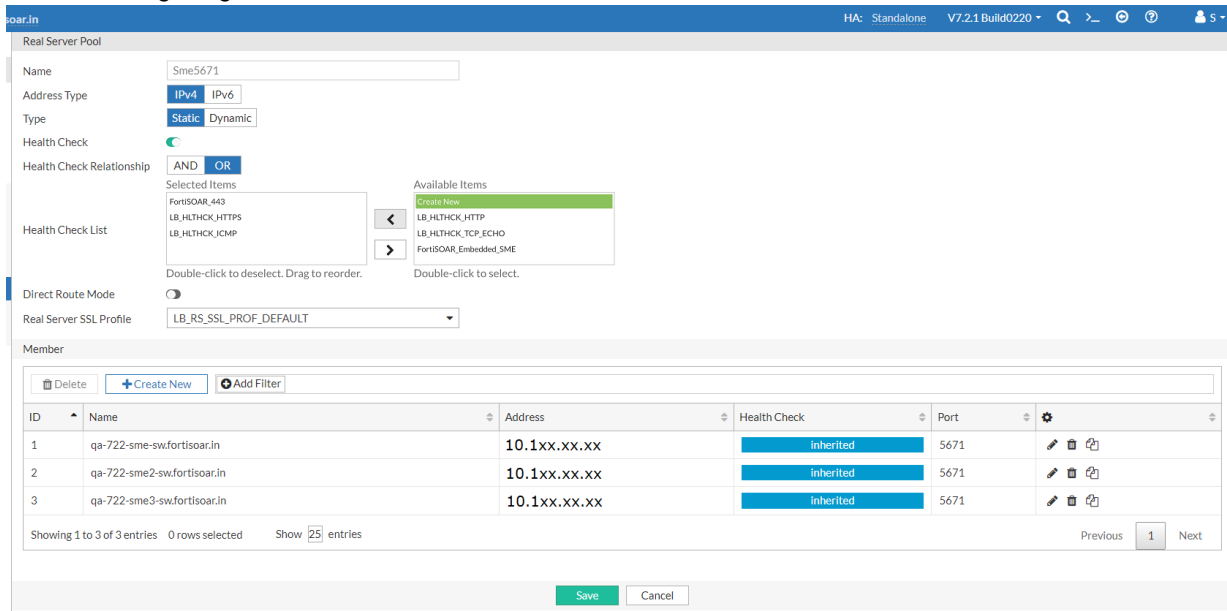 soar.in HA: Standalone V7.2.1 Build0220 >_ S
Real Server Pool
Name Sme5671
Address Type IPv4 IPv6
Type Static Dynamic
Health Check
Health Check Relationship AND OR
Selected Items Available Items
FortiSOAR_443 Create New
LB_HLTHCK_HTTPS LB_HLTHCK_HTTP
LB_HLTHCK_ICMP LB_HLTHCK_TCP_ECHO
Health Check List
FortiSOAR_Embedded_SME
Double-click to deselect. Drag to reorder. Double-click to select.
Direct Route Mode
Real Server SSL Profile LB_RS_SSL_PROF_DEFAULT
Member
Delete +Create New Add Filter
ID Name Address Health Check Port
1 qa-722-sme-sw.fortisoar.in 10.1xx.xx.xx inherited 5671
2 qa-722-sme2-sw.fortisoar.in 10.1xx.xx.xx inherited 5671
3 qa-722-sme3-sw.fortisoar.in 10.1xx.xx.xx inherited 5671
Showing 1 to 3 of 3 entries 0 rows selected Show 25 entries Previous 1 Next
Save Cancel